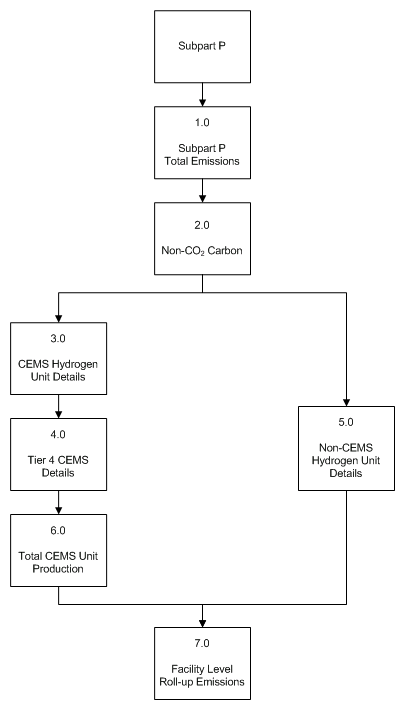 Subpart P
1.0
Subpart P
Total Emissions
2.0
Non-CO₂ Carbon
3.0
CEMS Hydrogen
Unit Details
4.0
Tier 4 CEMS
Details
5.0
Non-CEMS
Hydrogen Unit
Details
6.0
Total CEMS Unit
Production
7.0
Facility Level
Roll-up Emissions